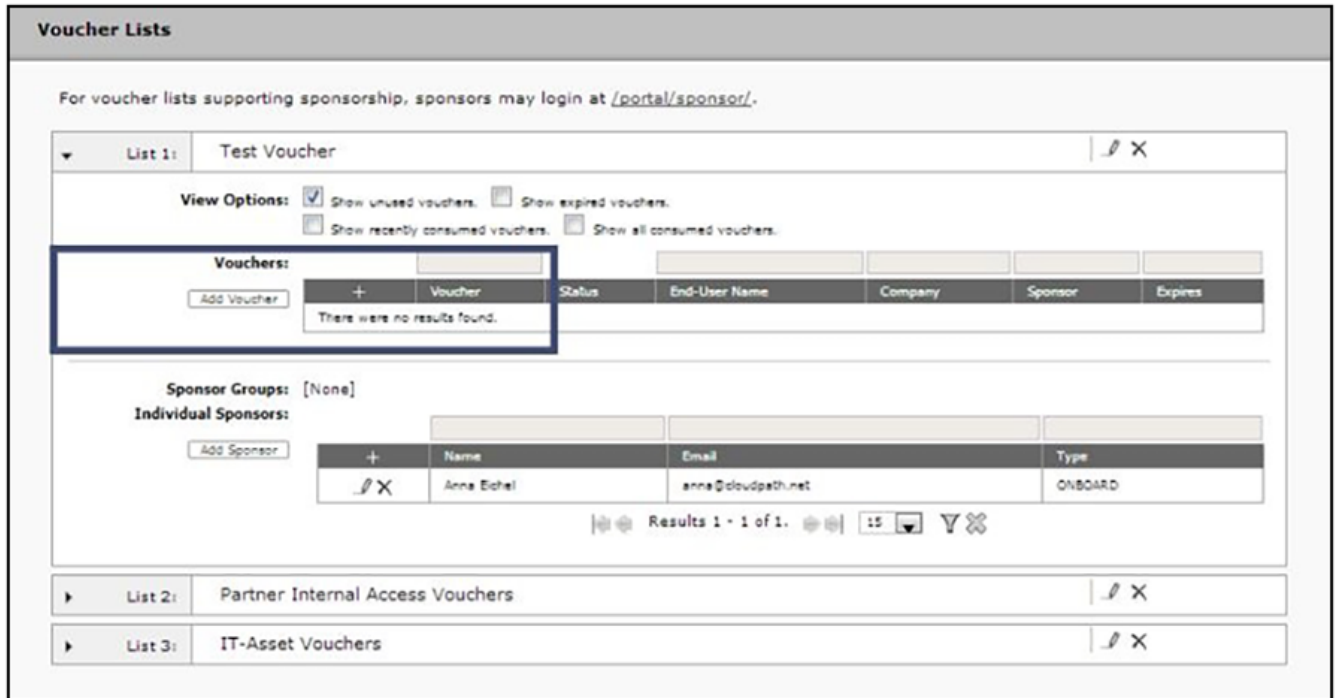 Voucher Lists
For voucher lists supporting sponsorship, sponsors may login at /portal/sponsor/.
List 1: Test Voucher
View Options: Show unused vouchers. Show expired vouchers.
Show recently consumed vouchers. Show all consumed vouchers.
Vouchers:
Add Voucher + Voucher Status End-User Name Company Sponsor Expires
There were no results found.
Sponsor Groups: [None]
Individual Sponsors:
Add Sponsor + Name Email Type
Anna Eichel anna@cloudpath.net ONBOARD
Results 1 - 1 of 1. 15
List 2: Partner Internal Access Vouchers
List 3: IT-Asset Vouchers